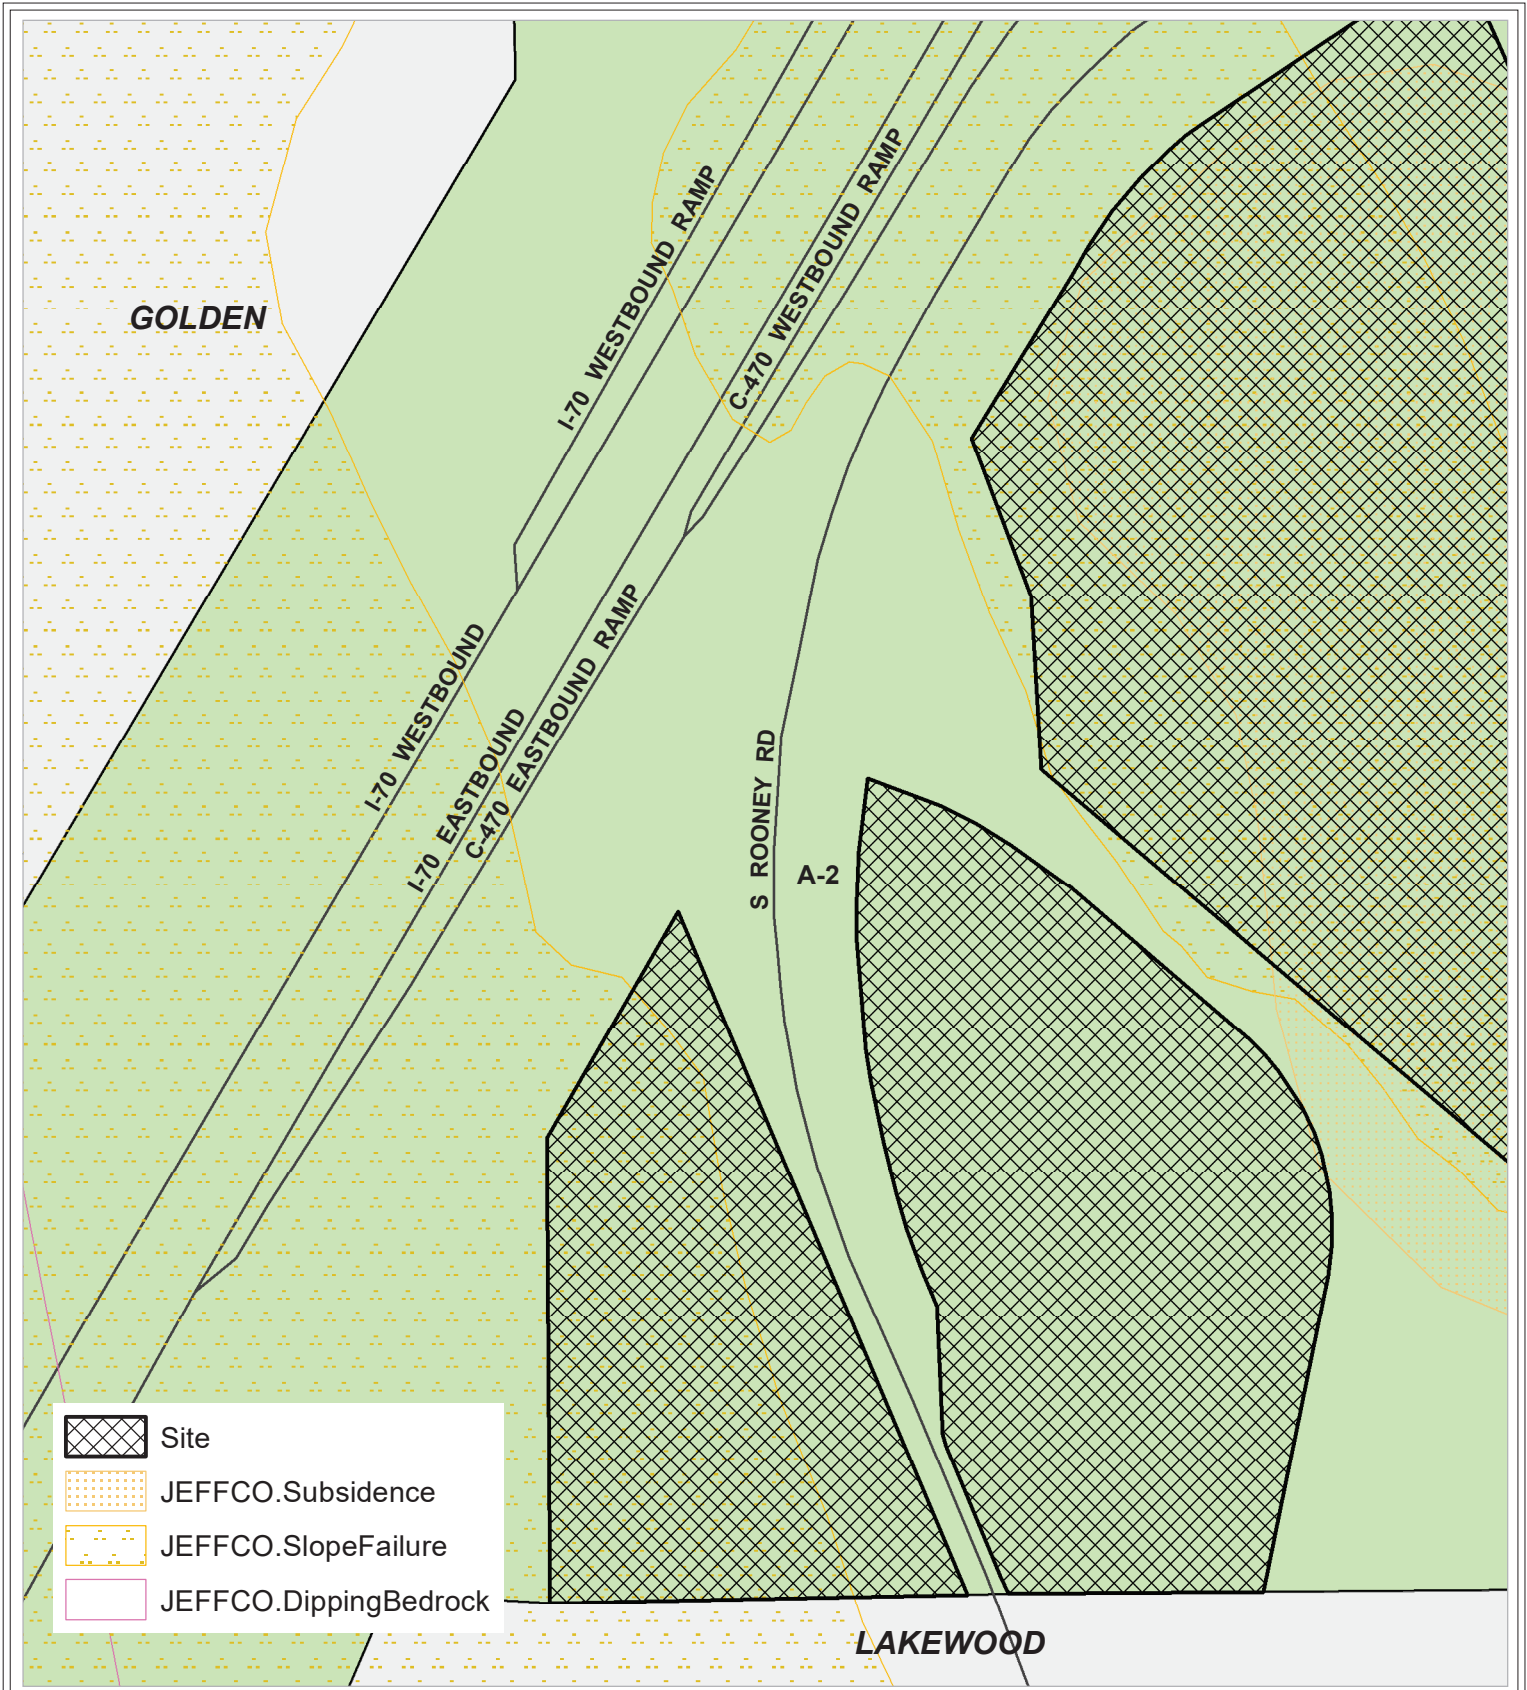 I-70 WESTBOUND RAMP
C-470 WESTBOUND RAMP
GOLDEN
I-70 WESTBOUND
I-70 EASTBOUND
C-470 EASTBOUND RAMP
S ROONEY RD
A-2
Site
JEFFCO.Subsidence
JEFFCO.SlopeFailure
JEFFCO.DippingBedrock
LAKEWOOD